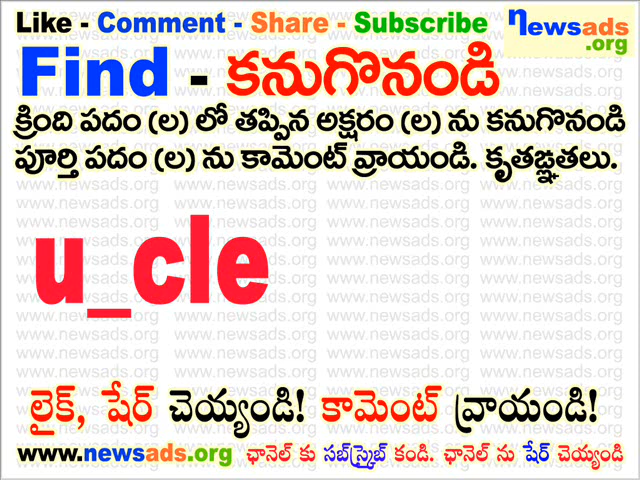 Like - Comment - Share - Subscribe
newsads
.org
Find - కనుగొనండి
క్రింది పదం (ల) లో తప్పిన అక్షరం (ల) ను కనుగొనండి
పూర్తి పదం (ల) ను కామెంట్ వ్రాయండి. కృతజ్ఞతలు.
u_cle
లైక్, షేర్ చెయ్యండి! కామెంట్ వ్రాయండి!
www.newsads.org ఛానెల్ కు సబ్‌స్క్రైబ్ కండి. ఛానెల్ ను షేర్ చెయ్యండి